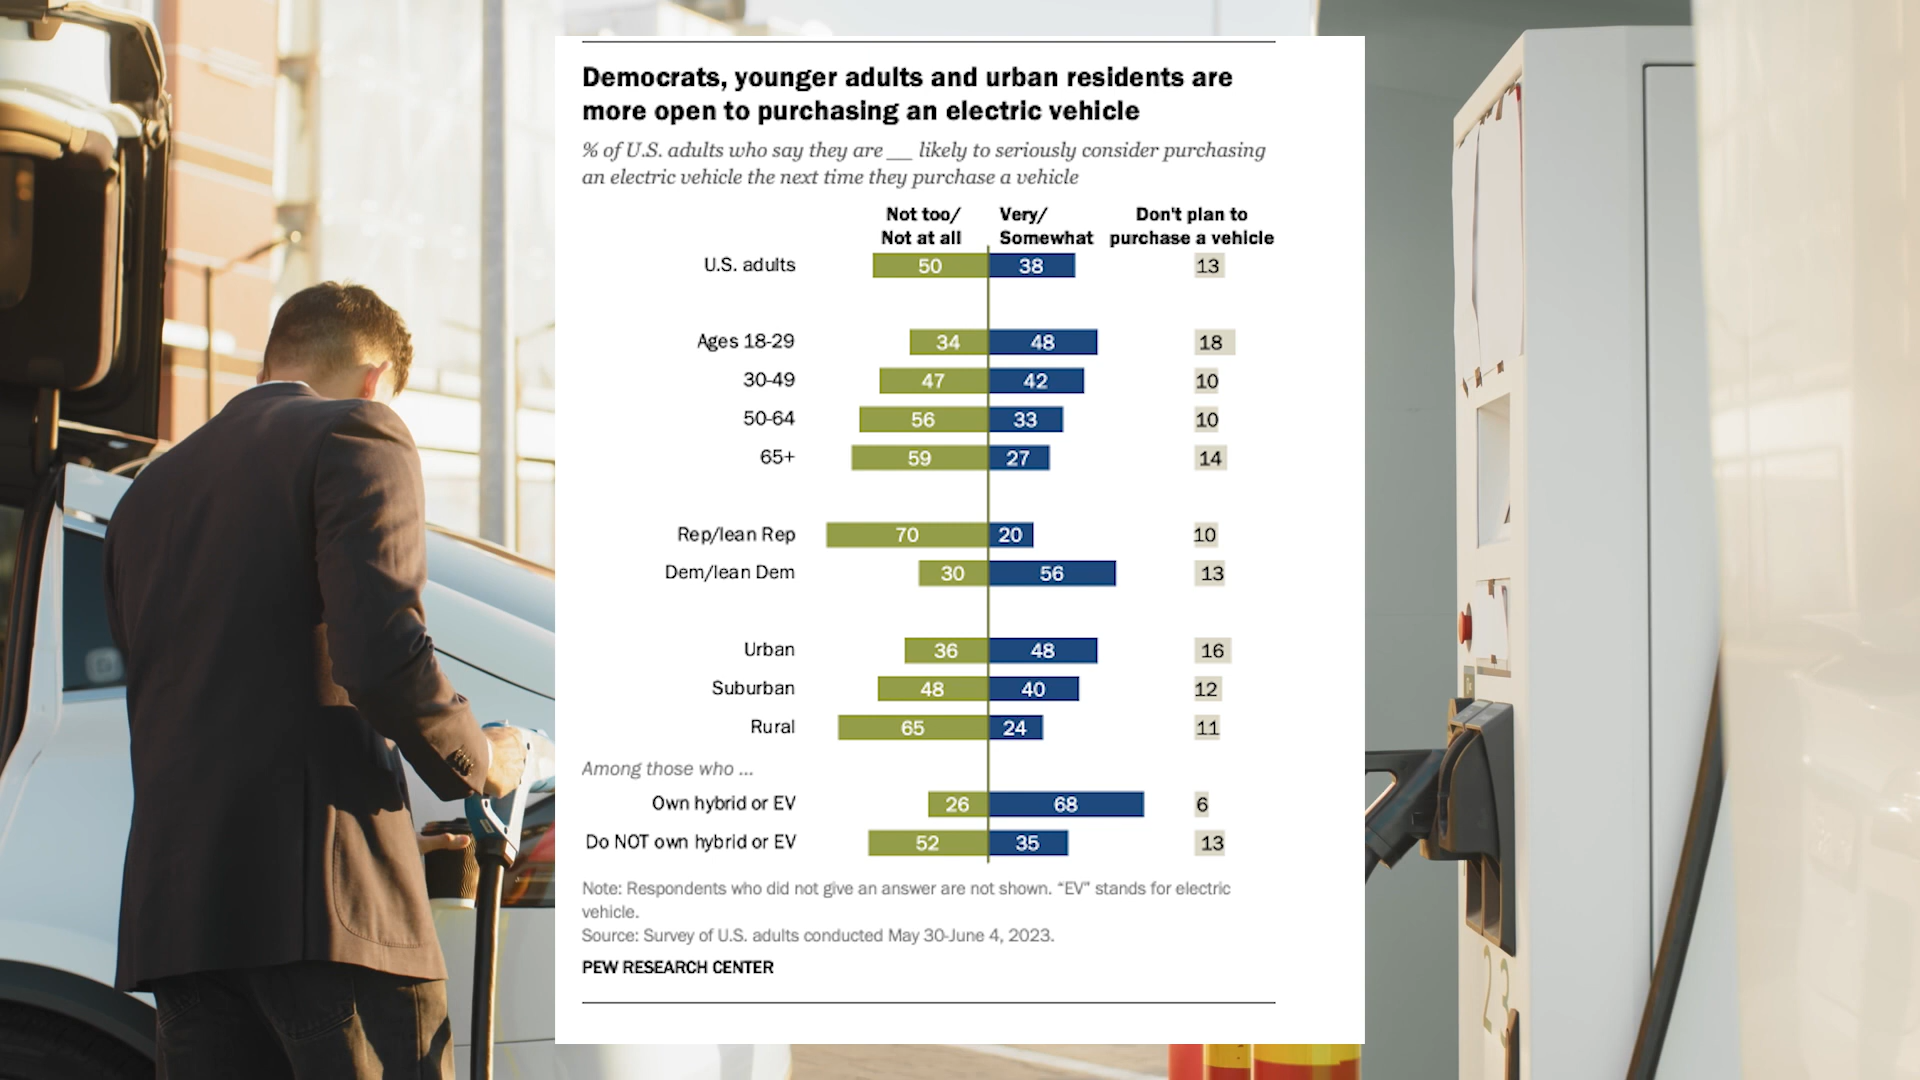 Democrats, younger adults and urban residents are
more open to purchasing an electric vehicle
% of U.S. adults who say they are __ likely to seriously consider purchasing
an electric vehicle the next time they purchase a vehicle
Not too/ Very/ Don't plan to
Not at all Somewhat purchase a vehicle
U.S. adults 50 38 13
Ages 18-29 34 48 18
30-49 47 42 10
50-64 56 33 10
65+ 59 27 14
Rep/lean Rep 70 20 10
Dem/lean Dem 30 56 13
Urban 36 48 16
Suburban 48 40 12
Rural 65 24 11
Among those who ...
Own hybrid or EV 26 68 6
Do NOT own hybrid or EV 52 35 13
Note: Respondents who did not give an answer are not shown. “EV” stands for electric
vehicle.
Source: Survey of U.S. adults conducted May 30-June 4, 2023.
PEW RESEARCH CENTER
23